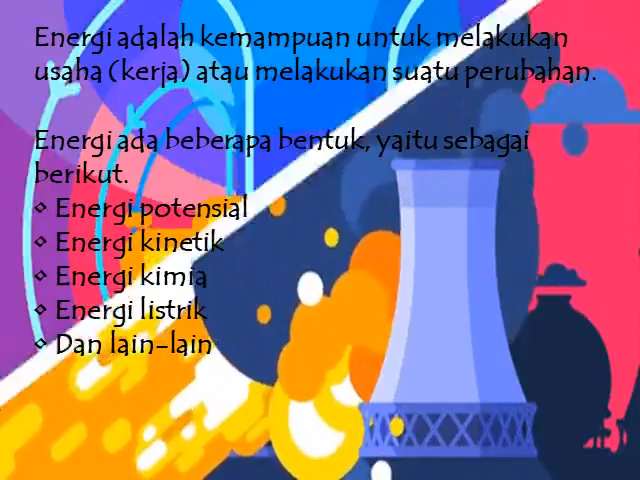 Energi adalah kemampuan untuk melakukan
usaha (kerja) atau melakukan suatu perubahan.
Energi ada beberapa bentuk, yaitu sebagai
berikut.
• Energi potensial
• Energi kinetik
• Energi kimia
• Energi listrik
• Dan lain-lain